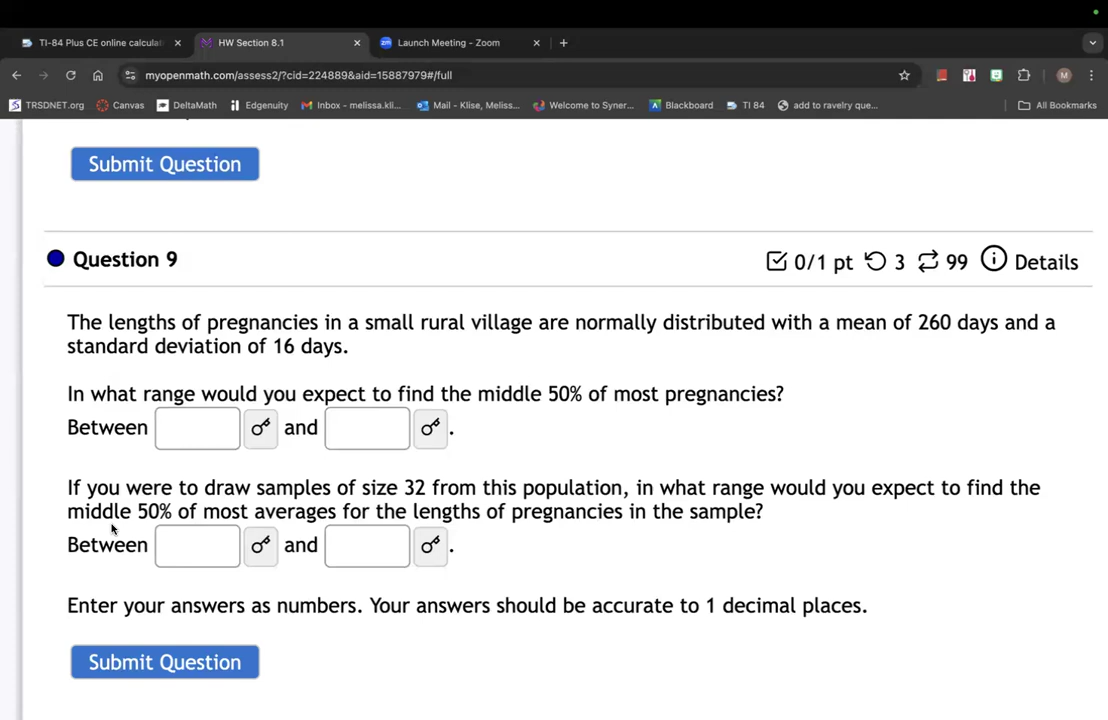 TI-84 Plus CE online calculat
HW Section 8.1
Launch Meeting - Zoom
myopenmath.com/assess2/?cid=224889&aid=15887979#/full
M
TRSDNET.org
Canvas
DeltaMath
Edgenuity
Inbox - melissa.kli...
Mail - Klise, Meliss...
Welcome to Syner...
Blackboard
TI 84
add to ravelry que...
All Bookmarks
Submit Question
Question 9
0/1 pt 3 99 Details
The lengths of pregnancies in a small rural village are normally distributed with a mean of 260 days and a
standard deviation of 16 days.
In what range would you expect to find the middle 50% of most pregnancies?
Between and .
If you were to draw samples of size 32 from this population, in what range would you expect to find the
middle 50% of most averages for the lengths of pregnancies in the sample?
Between and .
Enter your answers as numbers. Your answers should be accurate to 1 decimal places.
Submit Question